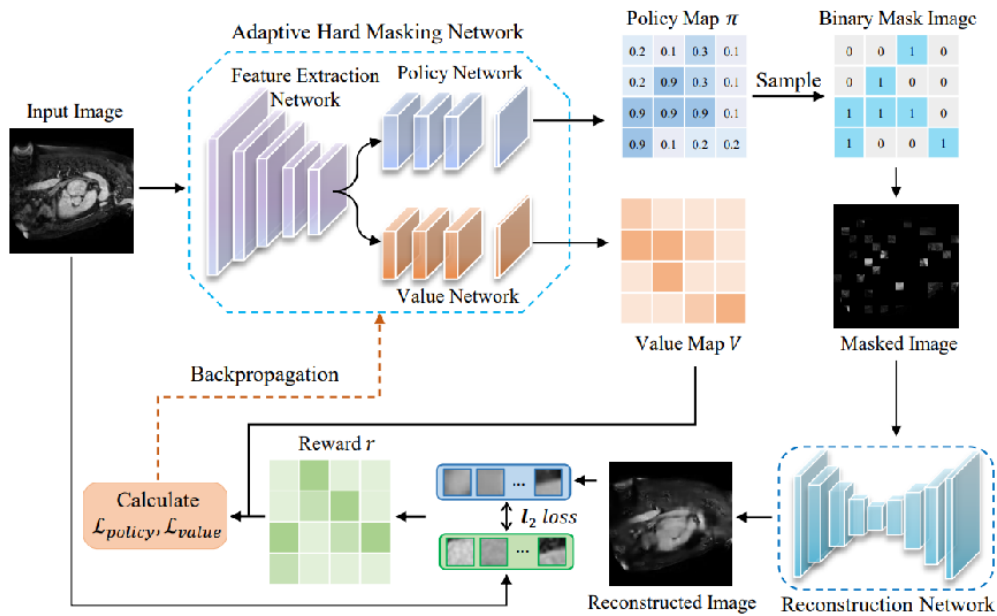 Adaptive Hard Masking Network
Feature Extraction
Network
Policy Network
Value Network
Input Image
Policy Map π
0.2 0.1 0.3 0.1
0.2 0.9 0.3 0.1
0.9 0.9 0.9 0.1
0.9 0.1 0.2 0.2
Sample
Binary Mask Image
0 0 1 0
0 1 0 0
1 1 1 0
1 0 0 1
Value Map V
Masked Image
Backpropagation
Reward r
Calculate
ℒpolicy, ℒvalue
...
l₂ loss
...
Reconstructed Image
Reconstruction Network